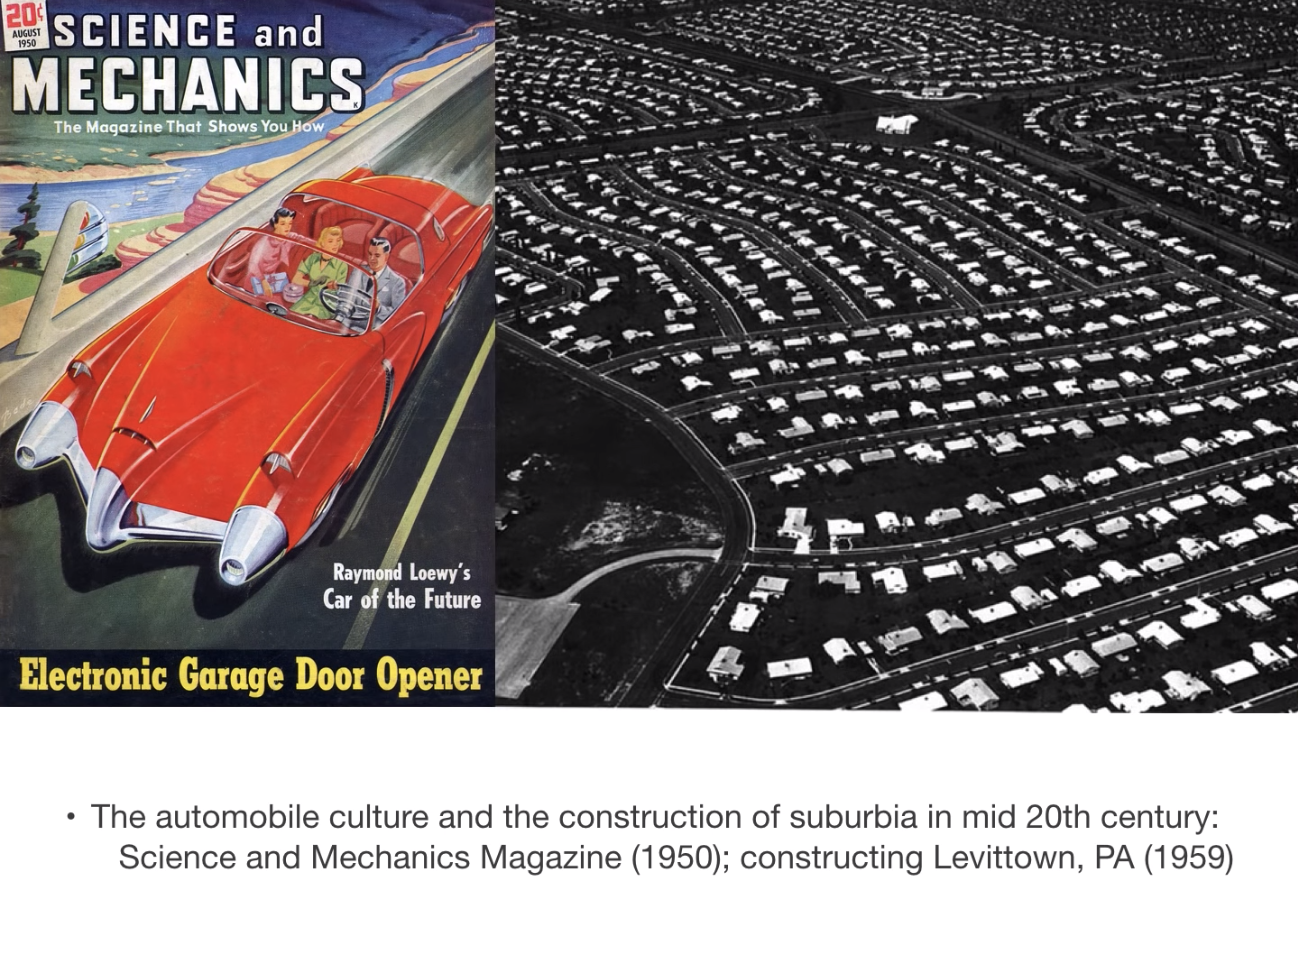 20¢
AUGUST
1950
SCIENCE and
MECHANICS
The Magazine That Shows You How
Raymond Loewy's
Car of the Future
Electronic Garage Door Opener
• The automobile culture and the construction of suburbia in mid 20th century:
Science and Mechanics Magazine (1950); constructing Levittown, PA (1959)